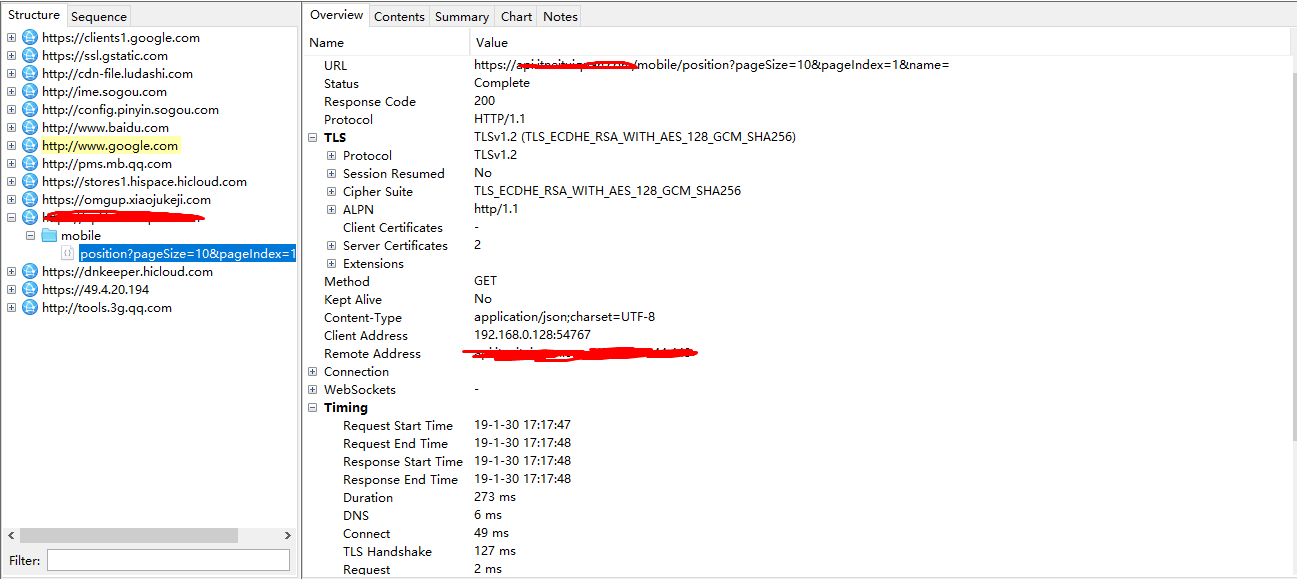 Structure Sequence
https://clients1.google.com
https://ssl.gstatic.com
http://cdn-file.ludashi.com
http://ime.sogou.com
http://config.pinyin.sogou.com
http://www.baidu.com
http://www.google.com
http://pms.mb.qq.com
https://stores1.hispace.hicloud.com
https://omgup.xiaojukeji.com
mobile
position?pageSize=10&pageIndex=1
https://dnkeeper.hicloud.com
https://49.4.20.194
http://tools.3g.qq.com
Filter:
Overview Contents Summary Chart Notes
Name Value
URL https:// /mobile/position?pageSize=10&pageIndex=1&name=
Status Complete
Response Code 200
Protocol HTTP/1.1
TLS TLSv1.2 (TLS_ECDHE_RSA_WITH_AES_128_GCM_SHA256)
Protocol TLSv1.2
Session Resumed No
Cipher Suite TLS_ECDHE_RSA_WITH_AES_128_GCM_SHA256
ALPN http/1.1
Client Certificates -
Server Certificates 2
Extensions
Method GET
Kept Alive No
Content-Type application/json;charset=UTF-8
Client Address 192.168.0.128:54767
Remote Address
Connection
WebSockets -
Timing
Request Start Time 19-1-30 17:17:47
Request End Time 19-1-30 17:17:48
Response Start Time 19-1-30 17:17:48
Response End Time 19-1-30 17:17:48
Duration 273 ms
DNS 6 ms
Connect 49 ms
TLS Handshake 127 ms
Request 2 ms